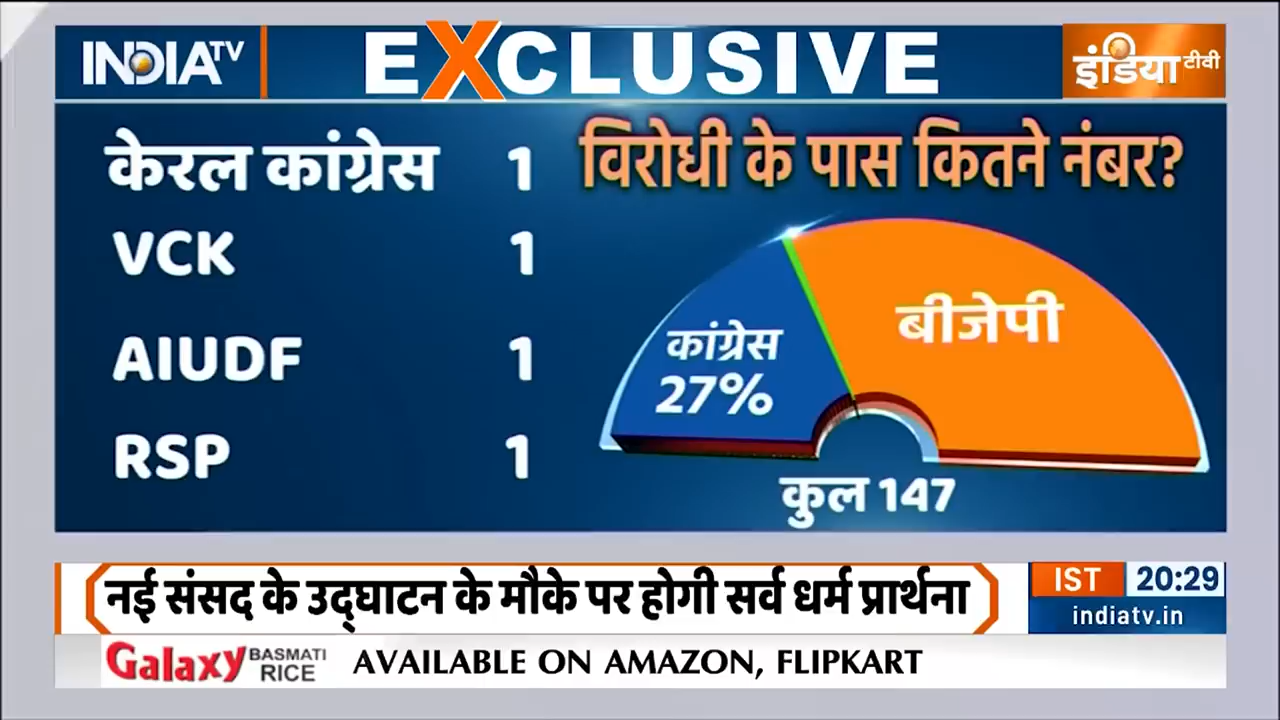 INDIA TV
EXCLUSIVE
इंडिया टीवी
केरल कांग्रेस 1
VCK 1
AIUDF 1
RSP 1
विरोधी के पास कितने नंबर?
कांग्रेस
27%
बीजेपी
कुल 147
नई संसद के उद्घाटन के मौके पर होगी सर्व धर्म प्रार्थना
IST 20:29
indiatv.in
Galaxy BASMATI RICE
AVAILABLE ON AMAZON, FLIPKART